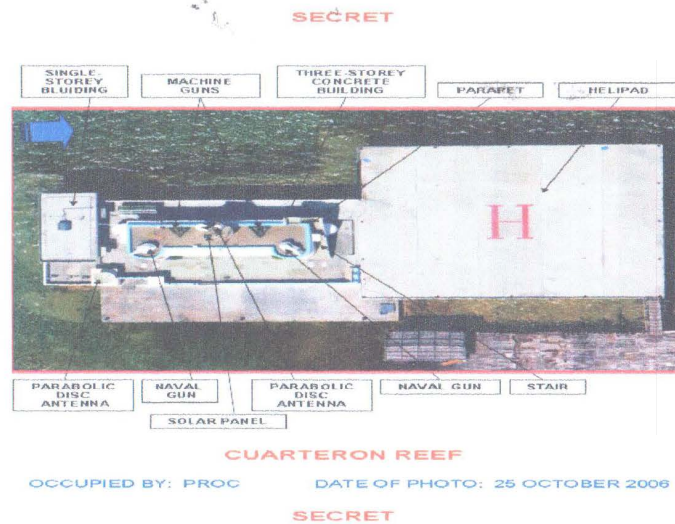 SECRET
SINGLE-
STOREY
BLUIDING
MACHINE
GUNS
THREE-STOREY
CONCRETE
BUILDING
PARAPET
HELIPAD
H
PARABOLIC
DISC
ANTENNA
NAVAL
GUN
SOLAR PANEL
PARABOLIC
DISC
ANTENNA
NAVAL GUN
STAIR
CUARTERON REEF
OCCUPIED BY: PROC DATE OF PHOTO: 25 OCTOBER 2006
SECRET